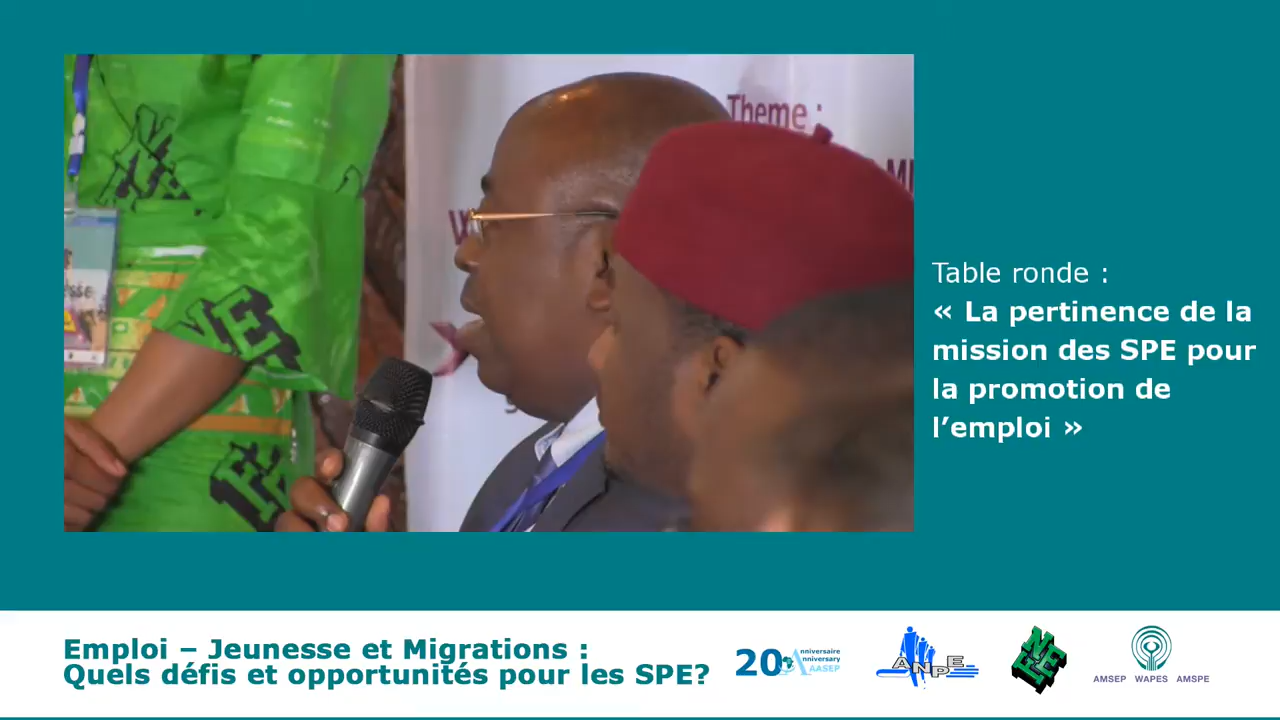 Theme :
Table ronde :
« La pertinence de la
mission des SPE pour
la promotion de
l’emploi »
Emploi – Jeunesse et Migrations :
Quels défis et opportunités pour les SPE?
20
Anniversaire
Anniversary
AASEP
ANPE
NEF
AMSEP WAPES AMSPE